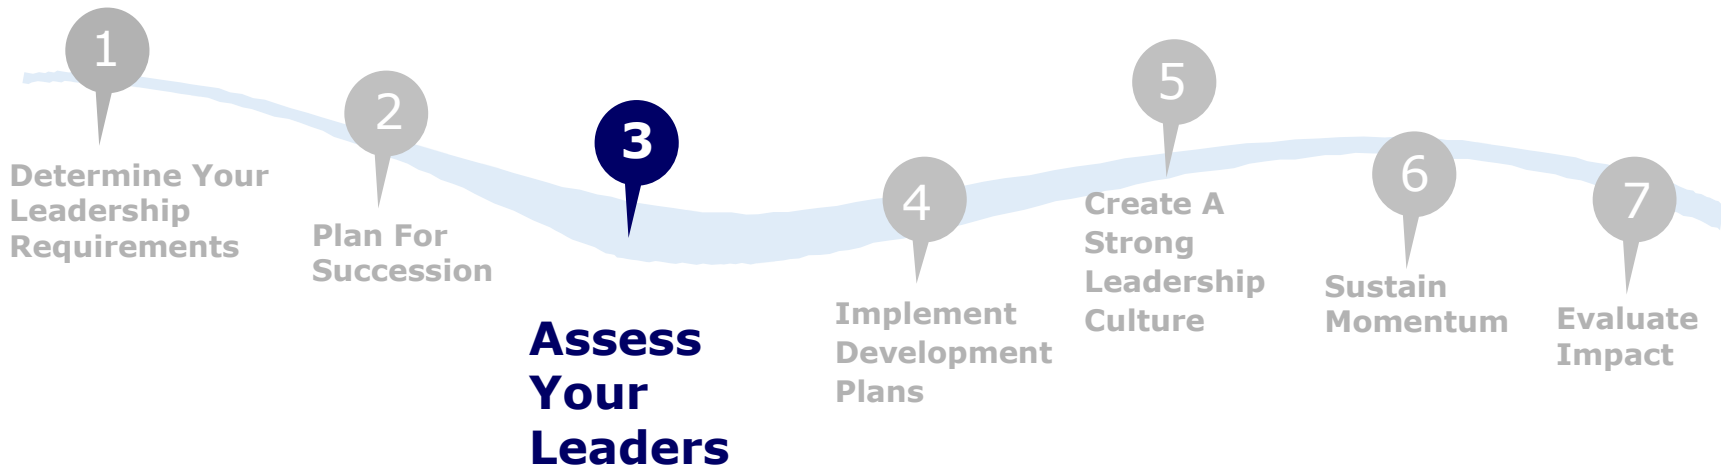 1
Determine Your
Leadership
Requirements
2
Plan For
Succession
3
Assess
Your
Leaders
4
Implement
Development
Plans
5
Create A
Strong
Leadership
Culture
6
Sustain
Momentum
7
Evaluate
Impact